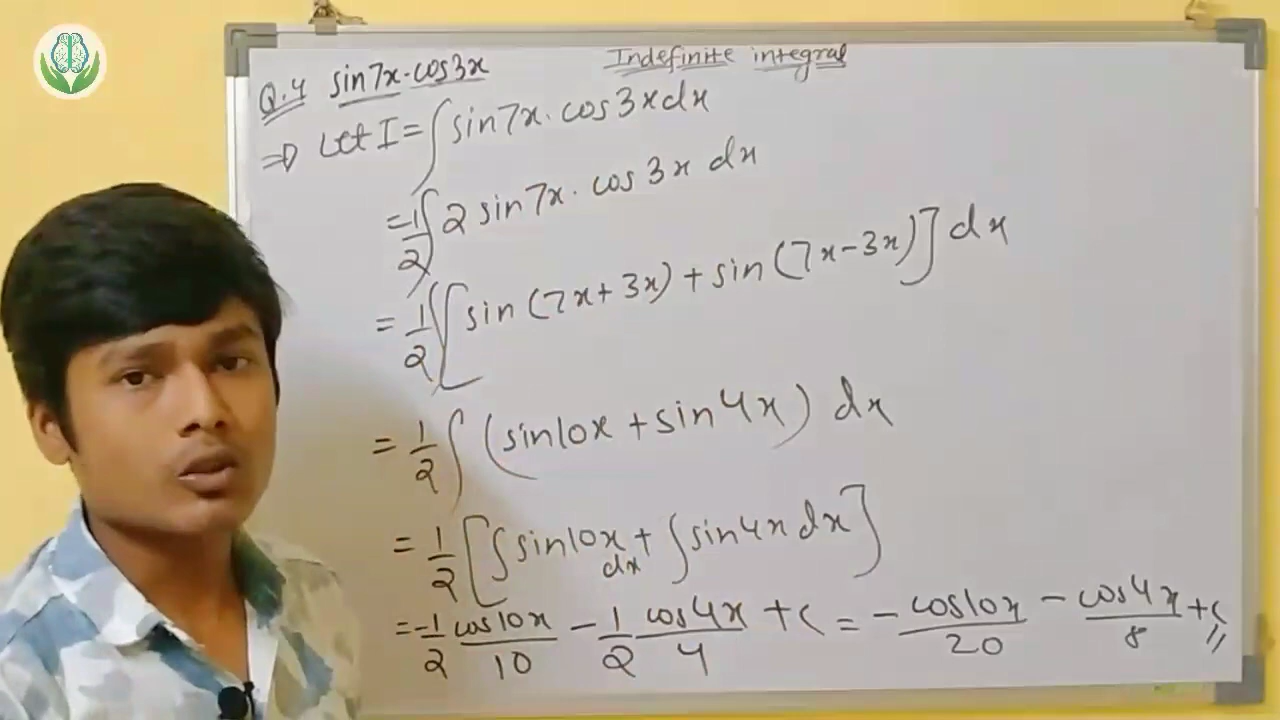 Indefinite integral
Q.4 sin7x·cos3x
⇒ Let I = ∫ sin7x. cos3x dx
= 1/2 ∫ 2 sin7x. cos3x dx
= 1/2 ∫ [sin(7x+3x) + sin(7x-3x)] dx
= 1/2 ∫ (sin10x + sin4x) dx
= 1/2 [∫ sin10x dx + ∫ sin4x dx]
= -1/2 cos10x/10 - 1/2 cos4x/4 + c = - cos10x/20 - cos4x/8 + c